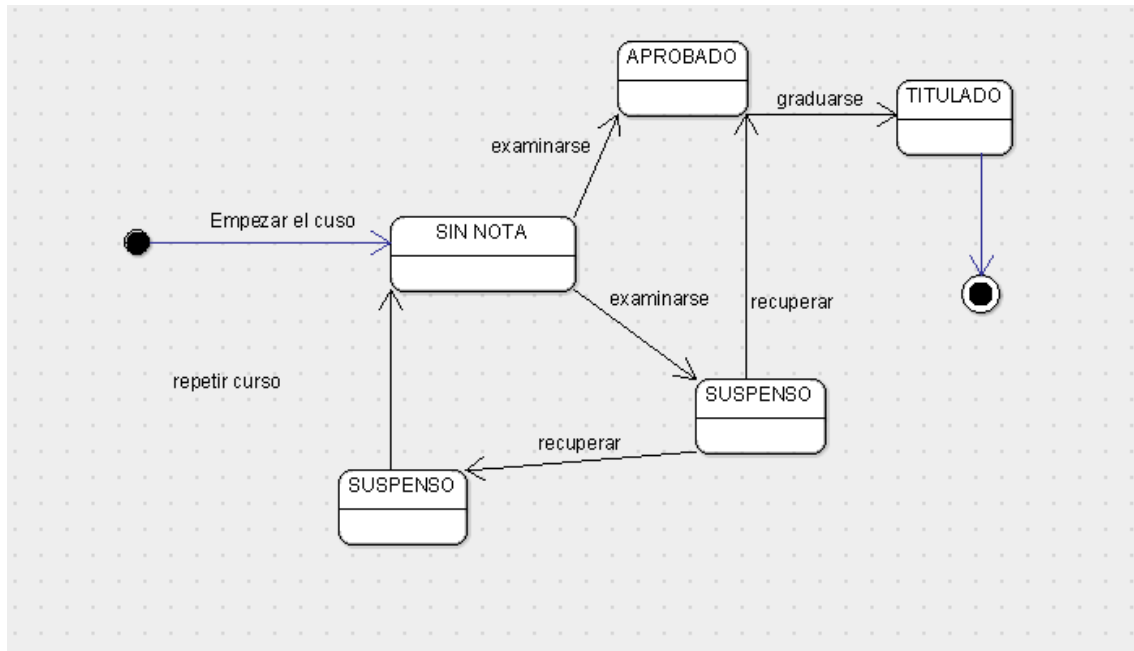 APROBADO
graduarse
TITULADO
examinarse
Empezar el cuso
SIN NOTA
examinarse
recuperar
repetir curso
SUSPENSO
recuperar
SUSPENSO